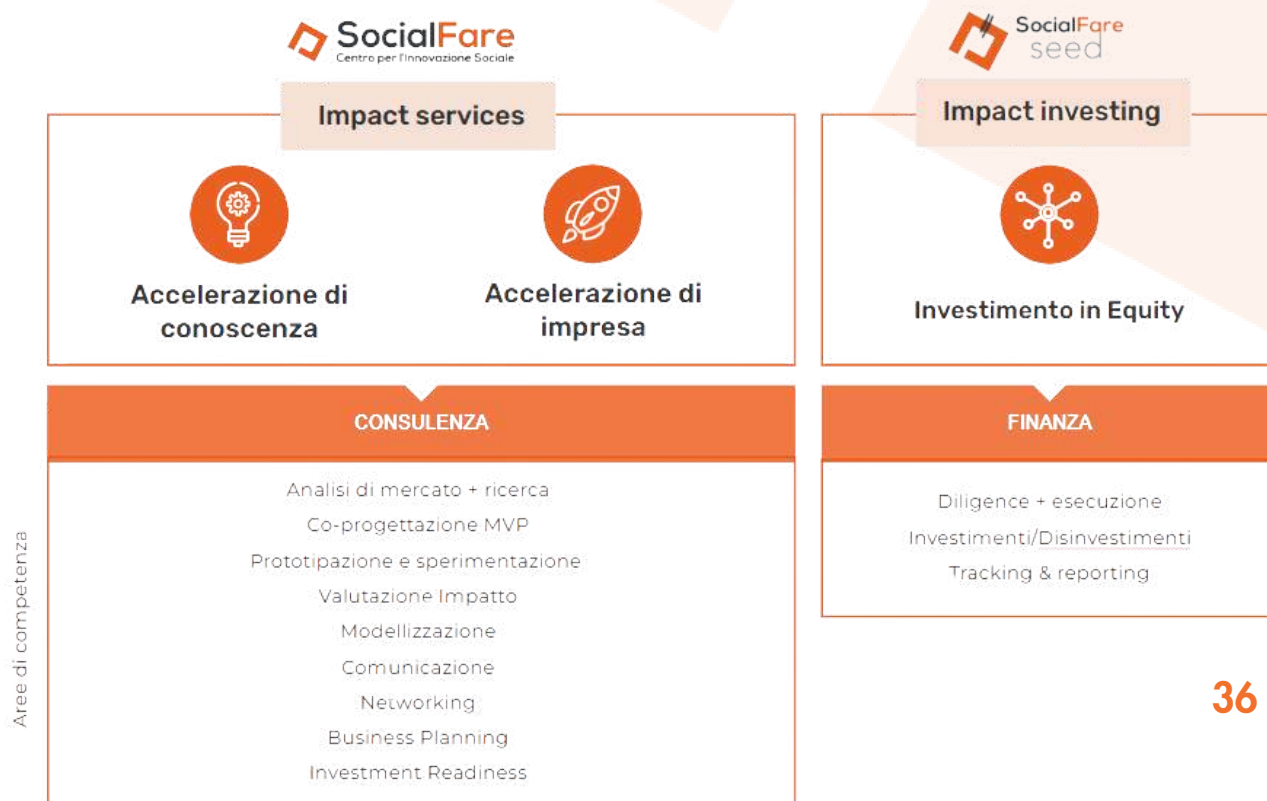 SocialFare
Centro per l'Innovazione Sociale
Impact services
Accelerazione di
conoscenza
Accelerazione di
impresa
CONSULENZA
Analisi di mercato + ricerca
Co-progettazione MVP
Prototipazione e sperimentazione
Valutazione Impatto
Modellizzazione
Comunicazione
Networking
Business Planning
Investment Readiness
SocialFare
seed
Impact investing
Investimento in Equity
FINANZA
Diligence + esecuzione
Investimenti/Disinvestimenti
Tracking & reporting
Aree di competenza
36